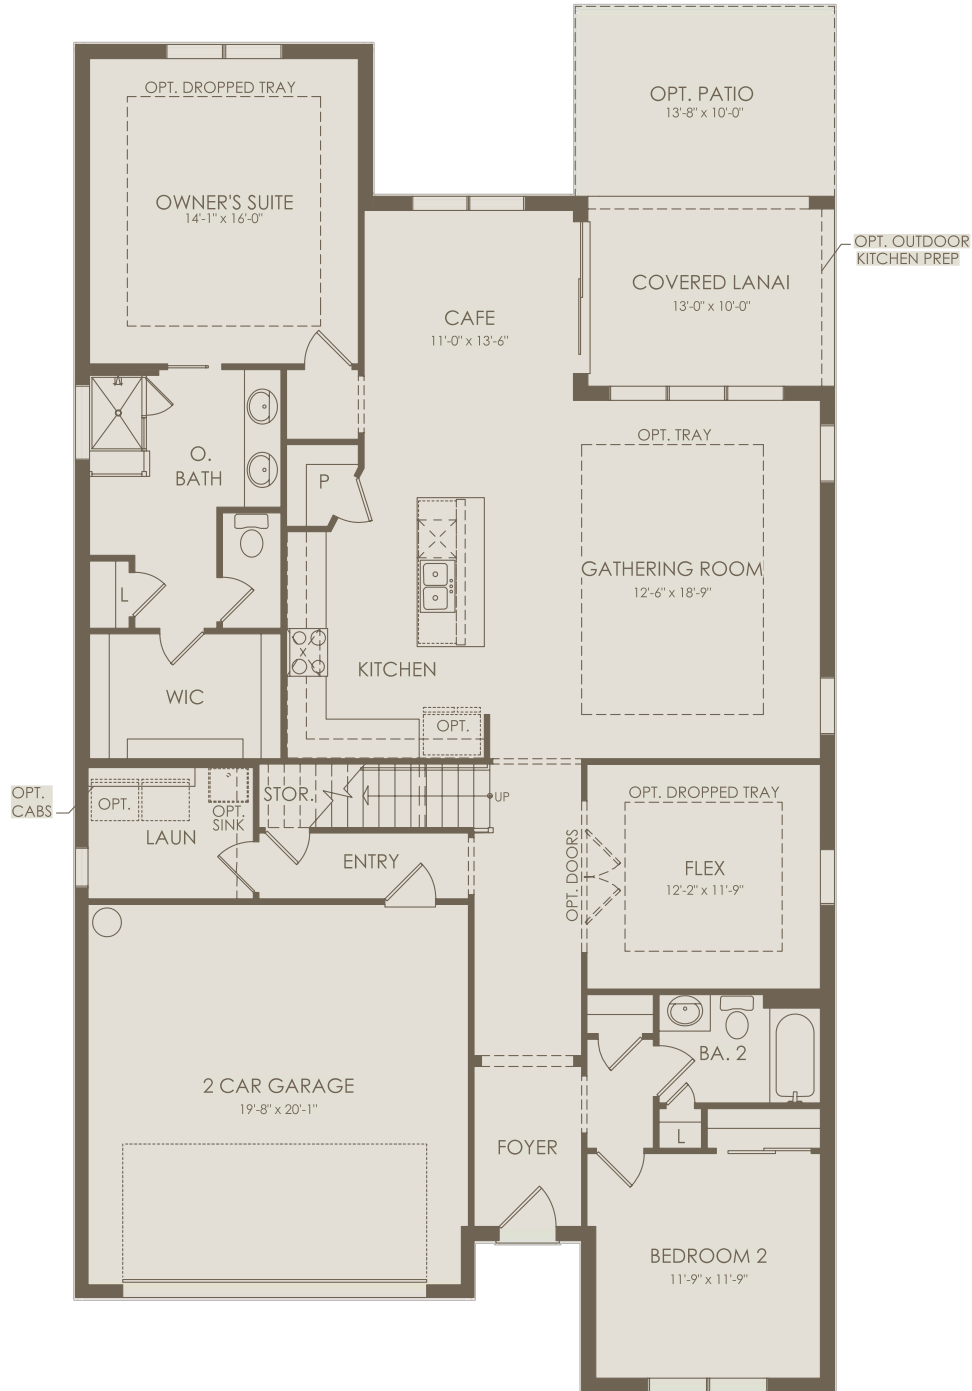 OPT. DROPPED TRAY
OWNER'S SUITE
14'-1" x 16'-0"
OPT. PATIO
13'-8" x 10'-0"
OPT. OUTDOOR
KITCHEN PREP
COVERED LANAI
13'-0" x 10'-0"
CAFE
11'-0" x 13'-6"
OPT. TRAY
O.
BATH
P
GATHERING ROOM
12'-6" x 18'-9"
L
KITCHEN
WIC
OPT.
OPT.
CABS
OPT.
OPT.
SINK
LAUN
STOR.
UP
ENTRY
OPT. DOORS
OPT. DROPPED TRAY
FLEX
12'-2" x 11'-9"
BA. 2
2 CAR GARAGE
19'-8" x 20'-1"
FOYER
L
BEDROOM 2
11'-9" x 11'-9"